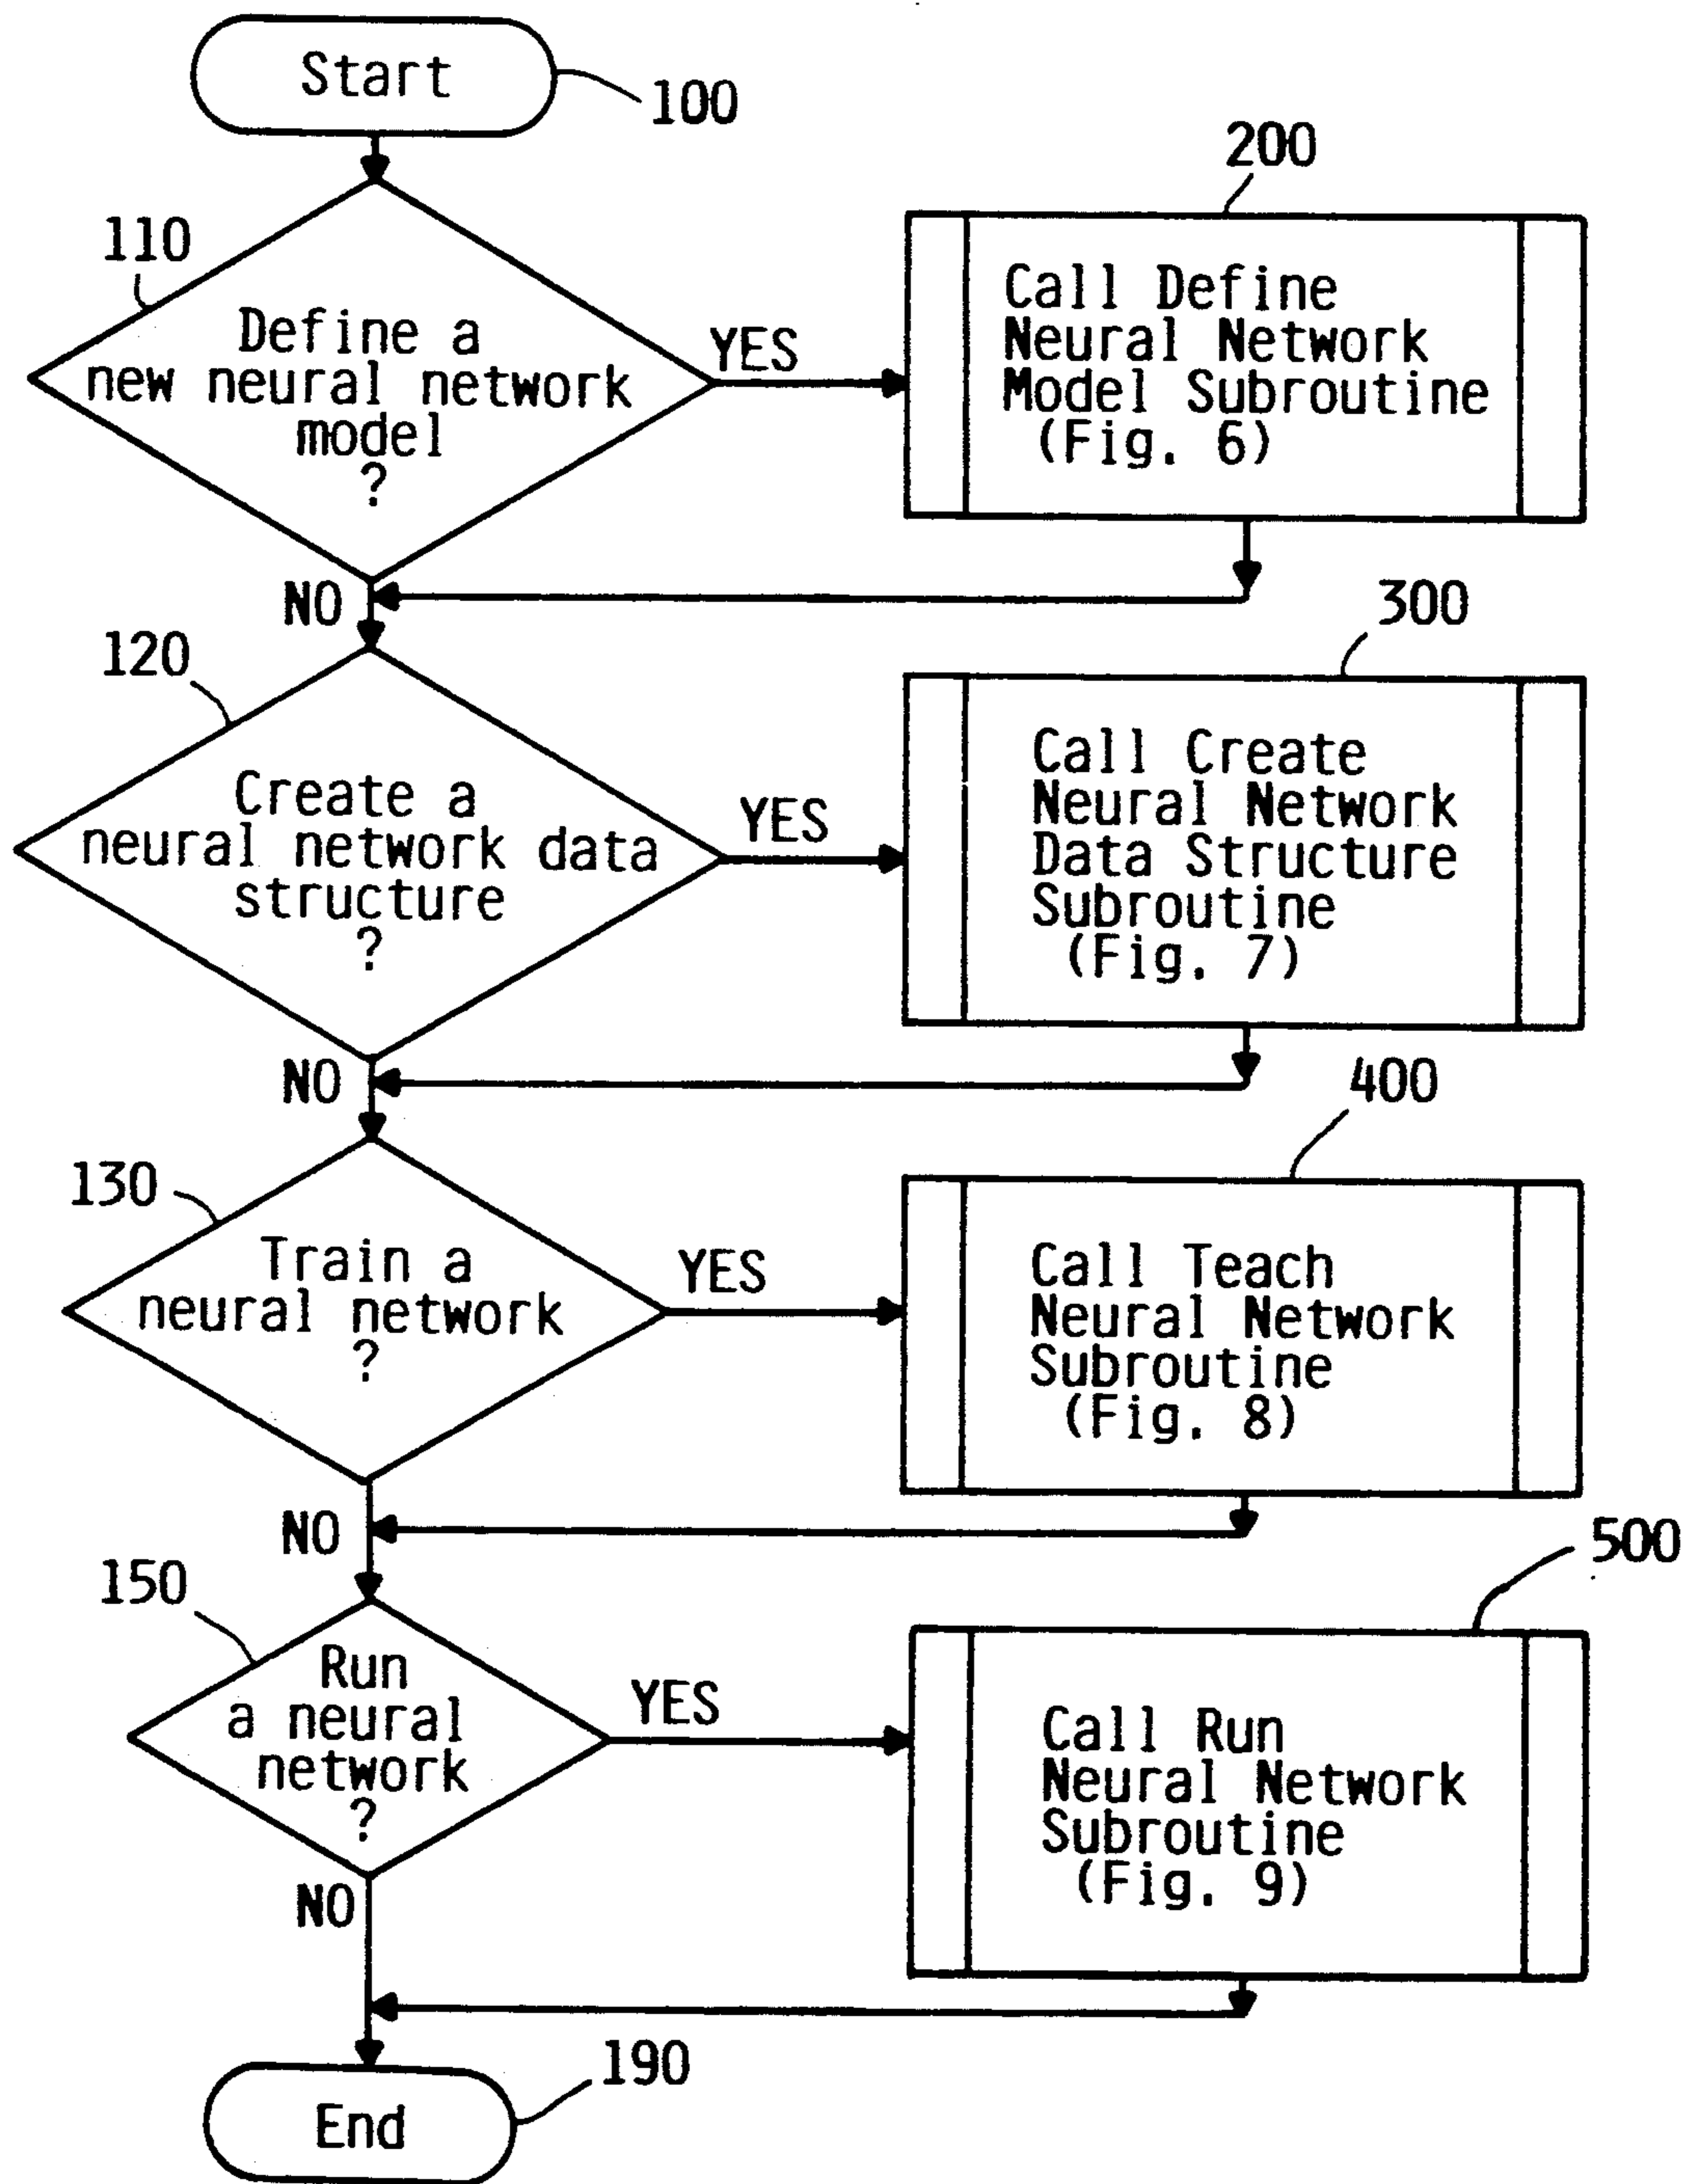 Start
100
110
Define a
new neural network
model
?
YES
NO
200
Call Define
Neural Network
Model Subroutine
(Fig. 6)
120
Create a
neural network data
structure
?
YES
NO
300
Call Create
Neural Network
Data Structure
Subroutine
(Fig. 7)
130
Train a
neural network
?
YES
NO
400
Call Teach
Neural Network
Subroutine
(Fig. 8)
150
Run
a neural
network
?
YES
NO
500
Call Run
Neural Network
Subroutine
(Fig. 9)
190
End